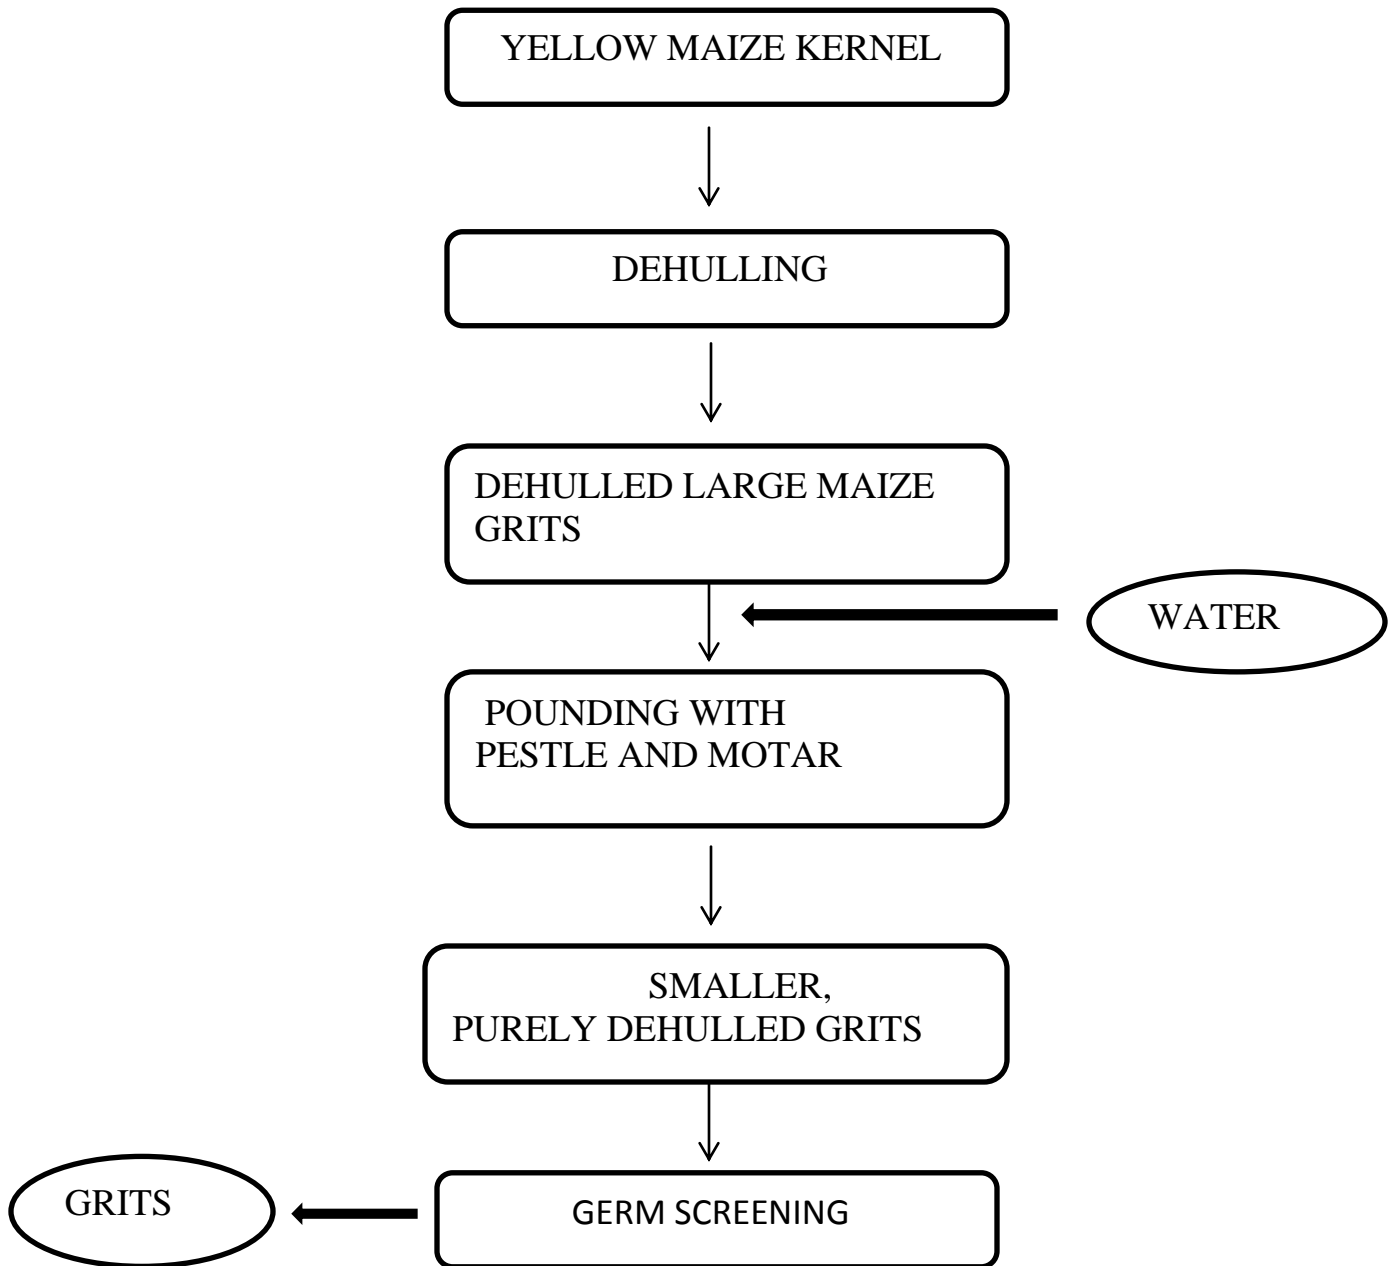 YELLOW MAIZE KERNEL
DEHULLING
DEHULLED LARGE MAIZE
GRITS
WATER
POUNDING WITH
PESTLE AND MOTAR
SMALLER,
PURELY DEHULLED GRITS
GRITS
GERM SCREENING